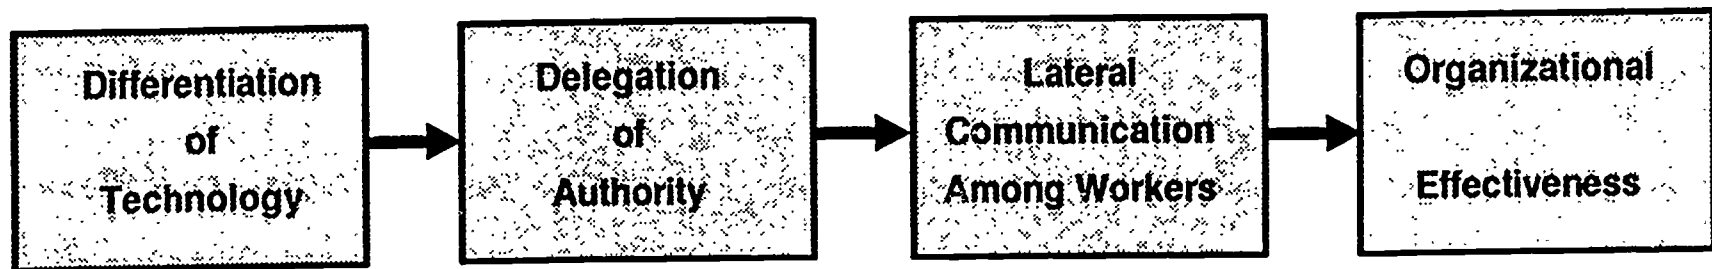 Differentiation
of
Technology
Delegation
of
Authority
Lateral
Communication
Among Workers
Organizational
Effectiveness